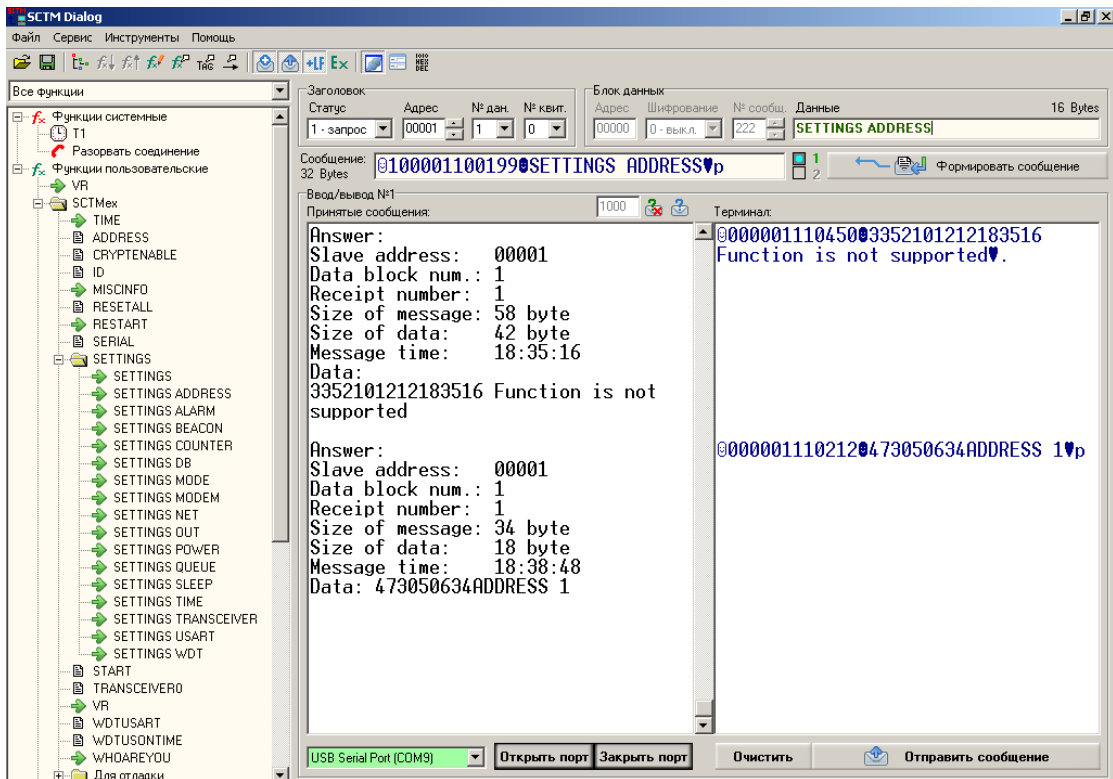 SCTM Dialog
Файл Сервис Инструменты Помощь
TAG +LF Ex HEX DEC
Все функции
Функции системные
T1
Разорвать соединение
Функции пользовательские
VR
SCTMex
TIME
ADDRESS
CRYPTENABLE
ID
MISCINFO
RESETALL
RESTART
SERIAL
SETTINGS
SETTINGS
SETTINGS ADDRESS
SETTINGS ALARM
SETTINGS BEACON
SETTINGS COUNTER
SETTINGS DB
SETTINGS MODE
SETTINGS MODEM
SETTINGS NET
SETTINGS OUT
SETTINGS POWER
SETTINGS QUEUE
SETTINGS SLEEP
SETTINGS TIME
SETTINGS TRANSCEIVER
SETTINGS USART
SETTINGS WDT
START
TRANSCEIVER0
VR
WDTUSART
WDTUSONTIME
WHOAREYOU
Для отладки
Заголовок
Статус Адрес № дан. № квит.
1 - запрос 00001 1 0
Блок данных
Адрес Шифрование № сообщ. Данные 16 Bytes
00000 0 - выкл. 222 SETTINGS ADDRESS
Сообщение: ☺100001100199☻SETTINGS ADDRESS♥p
32 Bytes
1
2
Формировать сообщение
Ввод/вывод №1
Принятые сообщения: 1000
Answer:
Slave address: 00001
Data block num.: 1
Receipt number: 1
Size of message: 58 byte
Size of data: 42 byte
Message time: 18:35:16
Data:
3352101212183516 Function is not
supported
Answer:
Slave address: 00001
Data block num.: 1
Receipt number: 1
Size of message: 34 byte
Size of data: 18 byte
Message time: 18:38:48
Data: 473050634ADDRESS 1
Терминал:
☺000001110450☻3352101212183516
Function is not supported♥.
☺000001110212☻473050634ADDRESS 1♥p
USB Serial Port (COM9) Открыть порт Закрыть порт Очистить Отправить сообщение